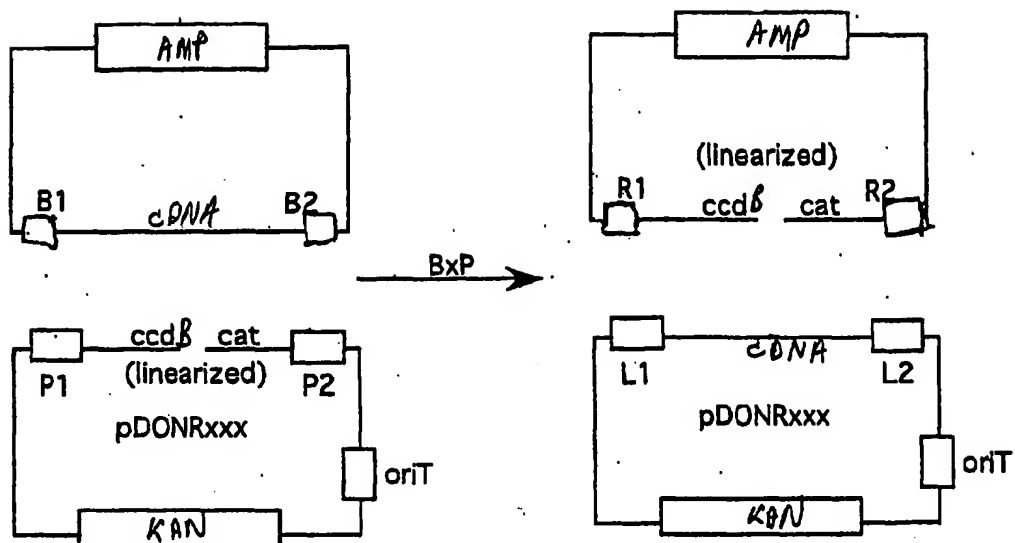 AMP
B1
cDNA
B2
AMP
(linearized)
R1
ccdB
cat
R2
BxP
ccdB
cat
P1
(linearized)
P2
pDONRxxx
oriT
KAN
cDNA
L1
L2
pDONRxxx
oriT
KAN